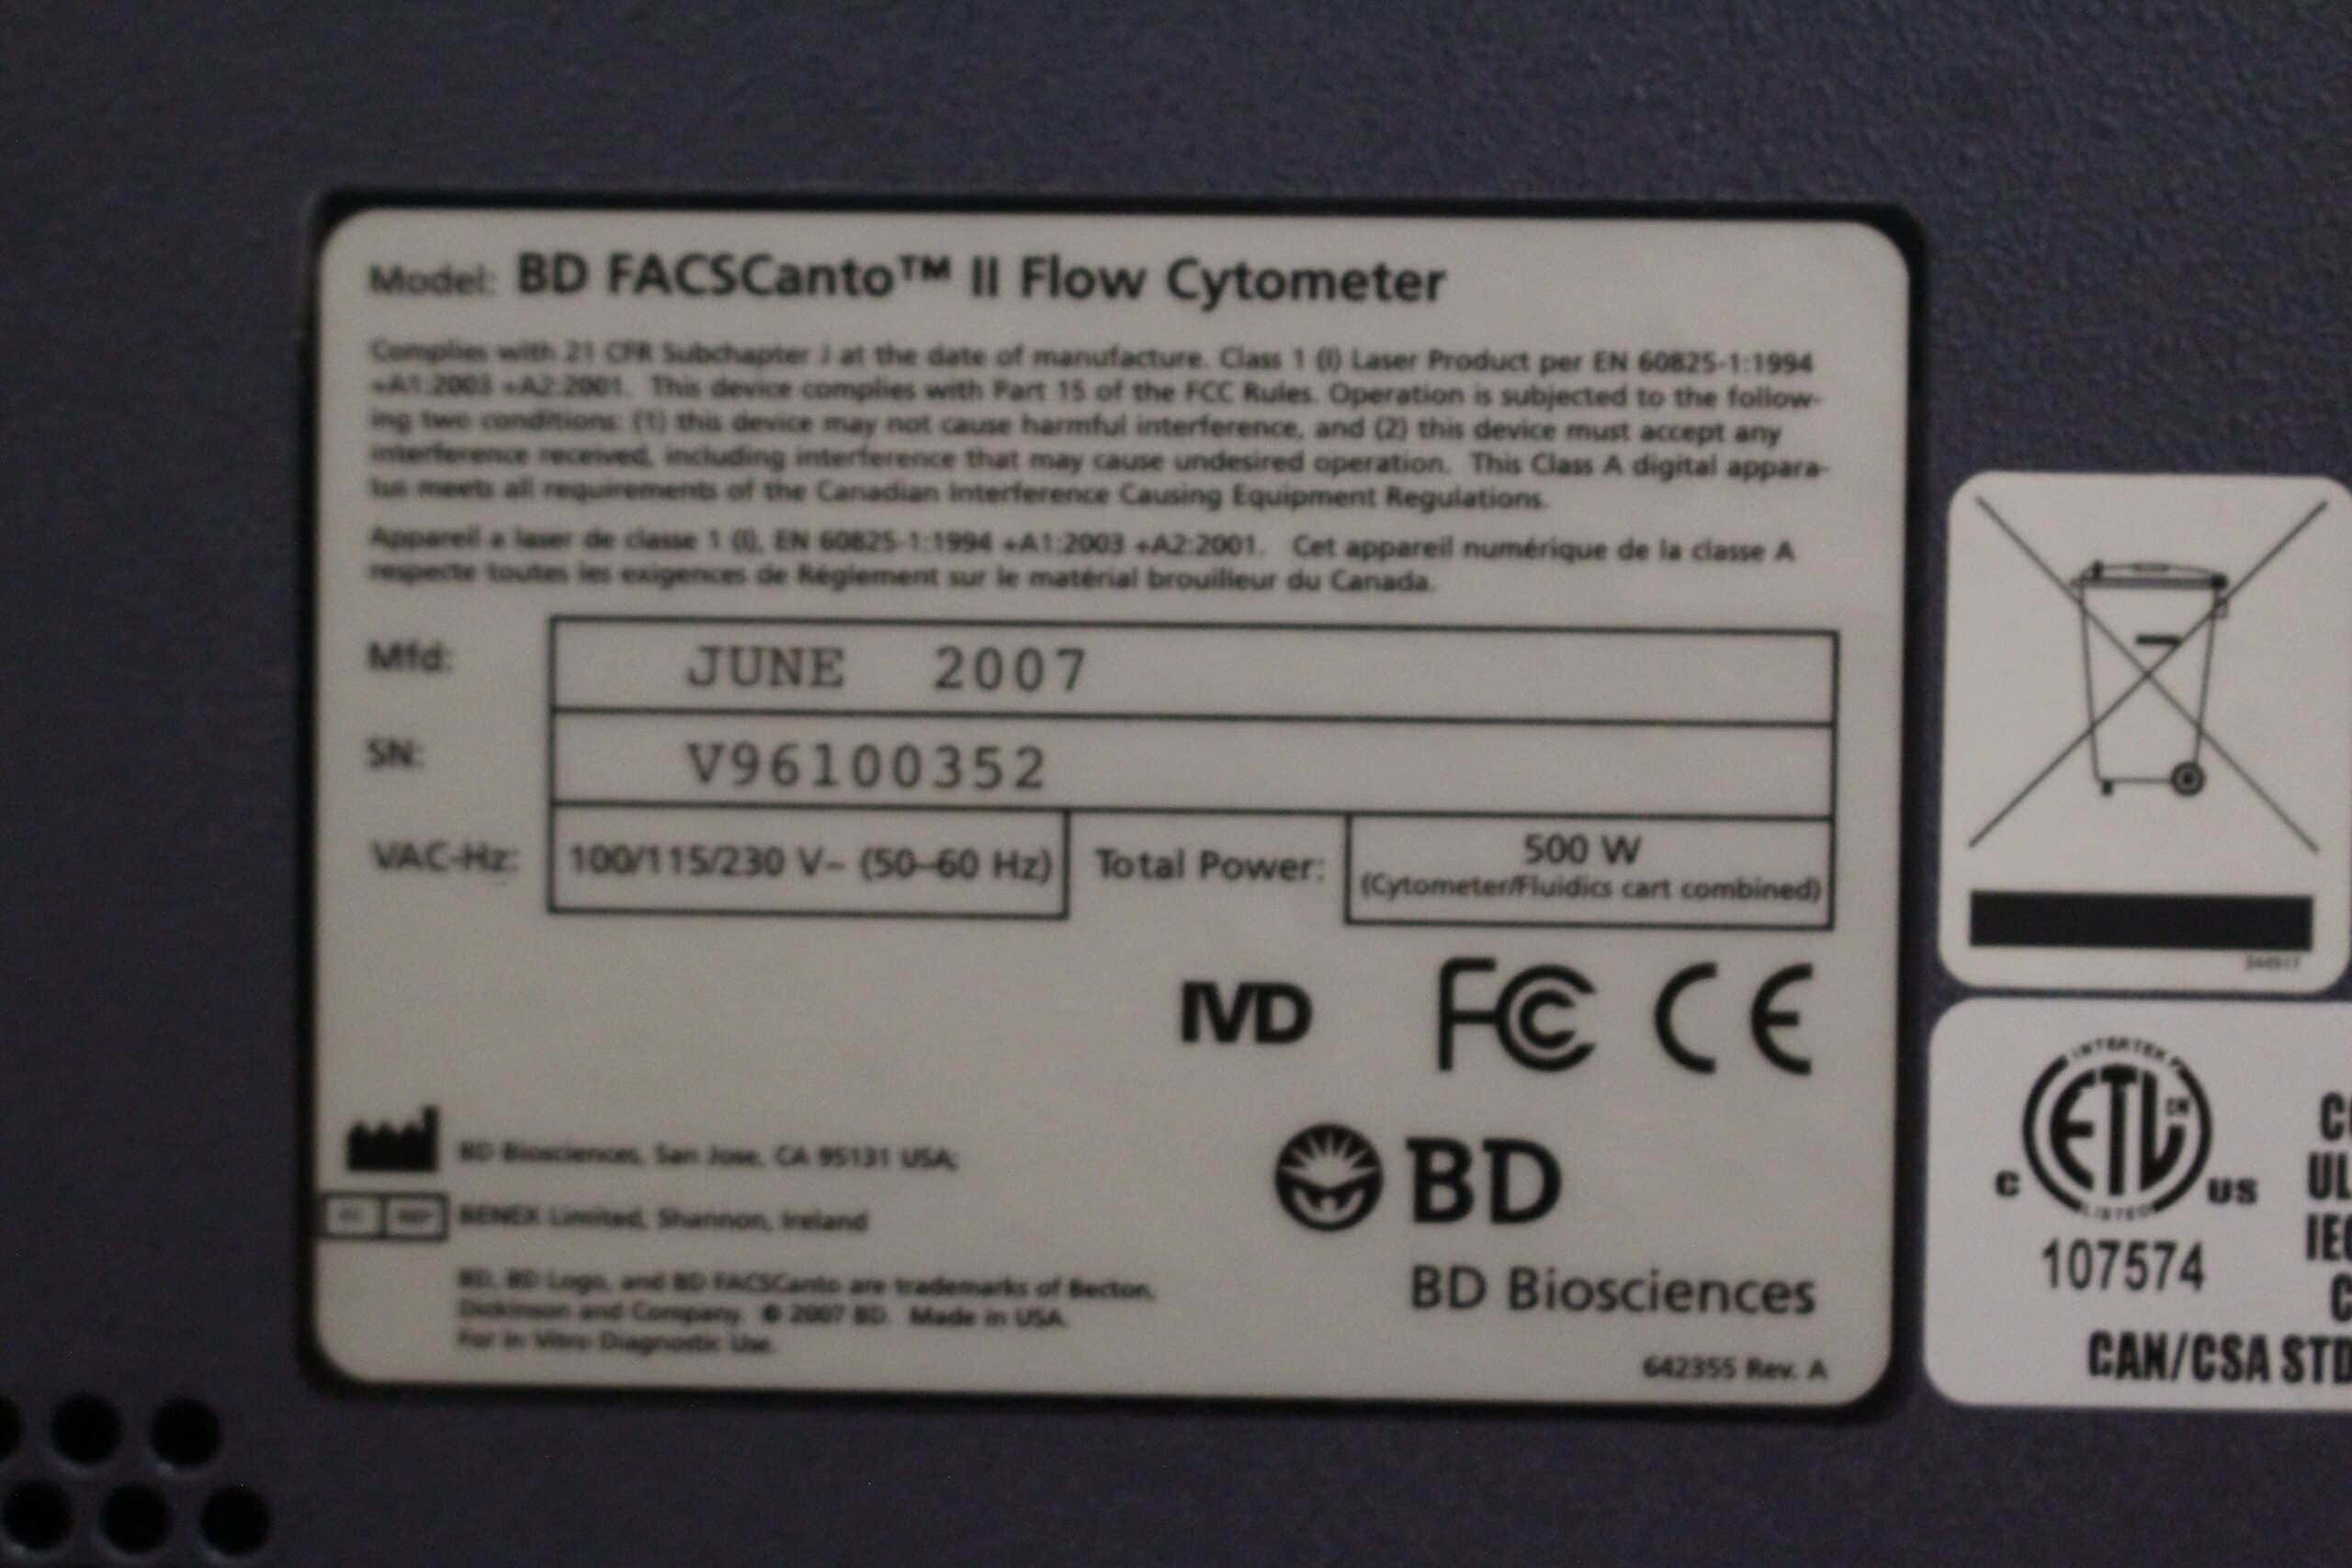 Model: BD FACSCanto™ II Flow Cytometer
Complies with 21 CFR Subchapter J at the date of manufacture. Class 1 (I) Laser Product per EN 60825-1:1994
+A1:2003 +A2:2001. This device complies with Part 15 of the FCC Rules. Operation is subjected to the follow-
ing two conditions: (1) this device may not cause harmful interference, and (2) this device must accept any
interference received, including interference that may cause undesired operation. This Class A digital appara-
tus meets all requirements of the Canadian Interference Causing Equipment Regulations.
Appareil a laser de classe 1 (I), EN 60825-1:1994 +A1:2003 +A2:2001. Cet appareil numérique de la classe A
respecte toutes les exigences de Réglement sur le matérial brouilleur du Canada.
Mfd: JUNE 2007
SN: V96100352
VAC-Hz: 100/115/230 V~ (50–60 Hz) Total Power: 500 W
(Cytometer/Fluidics cart combined)
IVD FC CE
BD Biosciences, San Jose, CA 95131 USA;
BENEX Limited, Shannon, Ireland
BD
BD Biosciences
BD, BD Logo, and BD FACSCanto are trademarks of Becton,
Dickinson and Company. © 2007 BD. Made in USA.
For In Vitro Diagnostic Use.
642355 Rev. A
INTERTEK
ETL CM
LISTED
C US
107574
UL
CAN/CSA STD